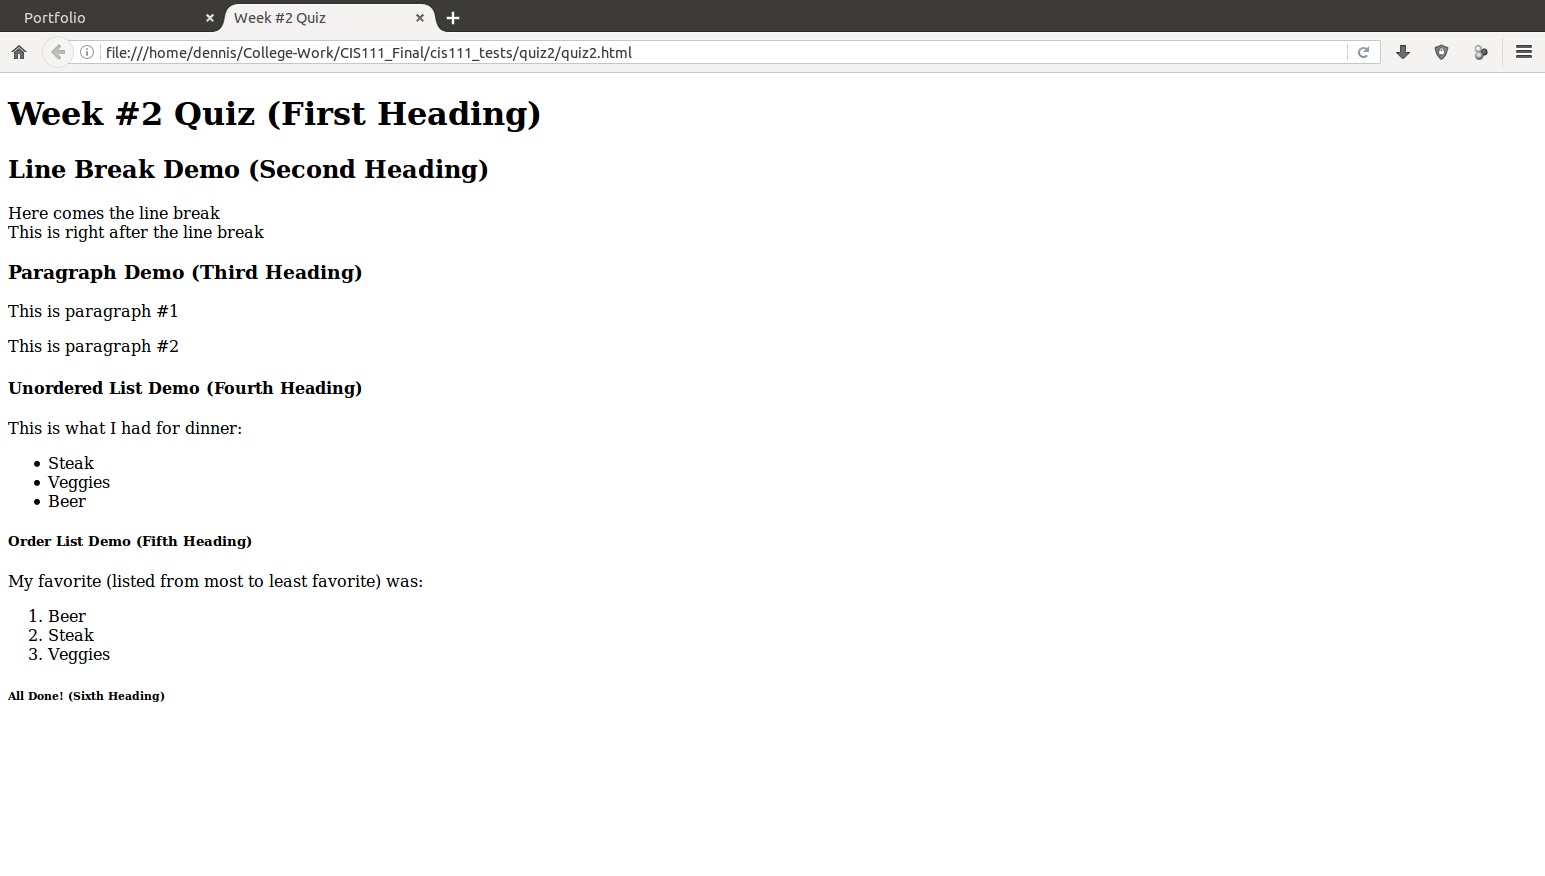 Portfolio
Week #2 Quiz
file:///home/dennis/College-Work/CIS111_Final/cis111_tests/quiz2/quiz2.html
Week #2 Quiz (First Heading)
Line Break Demo (Second Heading)
Here comes the line break
This is right after the line break
Paragraph Demo (Third Heading)
This is paragraph #1
This is paragraph #2
Unordered List Demo (Fourth Heading)
This is what I had for dinner:
• Steak
• Veggies
• Beer
Order List Demo (Fifth Heading)
My favorite (listed from most to least favorite) was:
1. Beer
2. Steak
3. Veggies
All Done! (Sixth Heading)